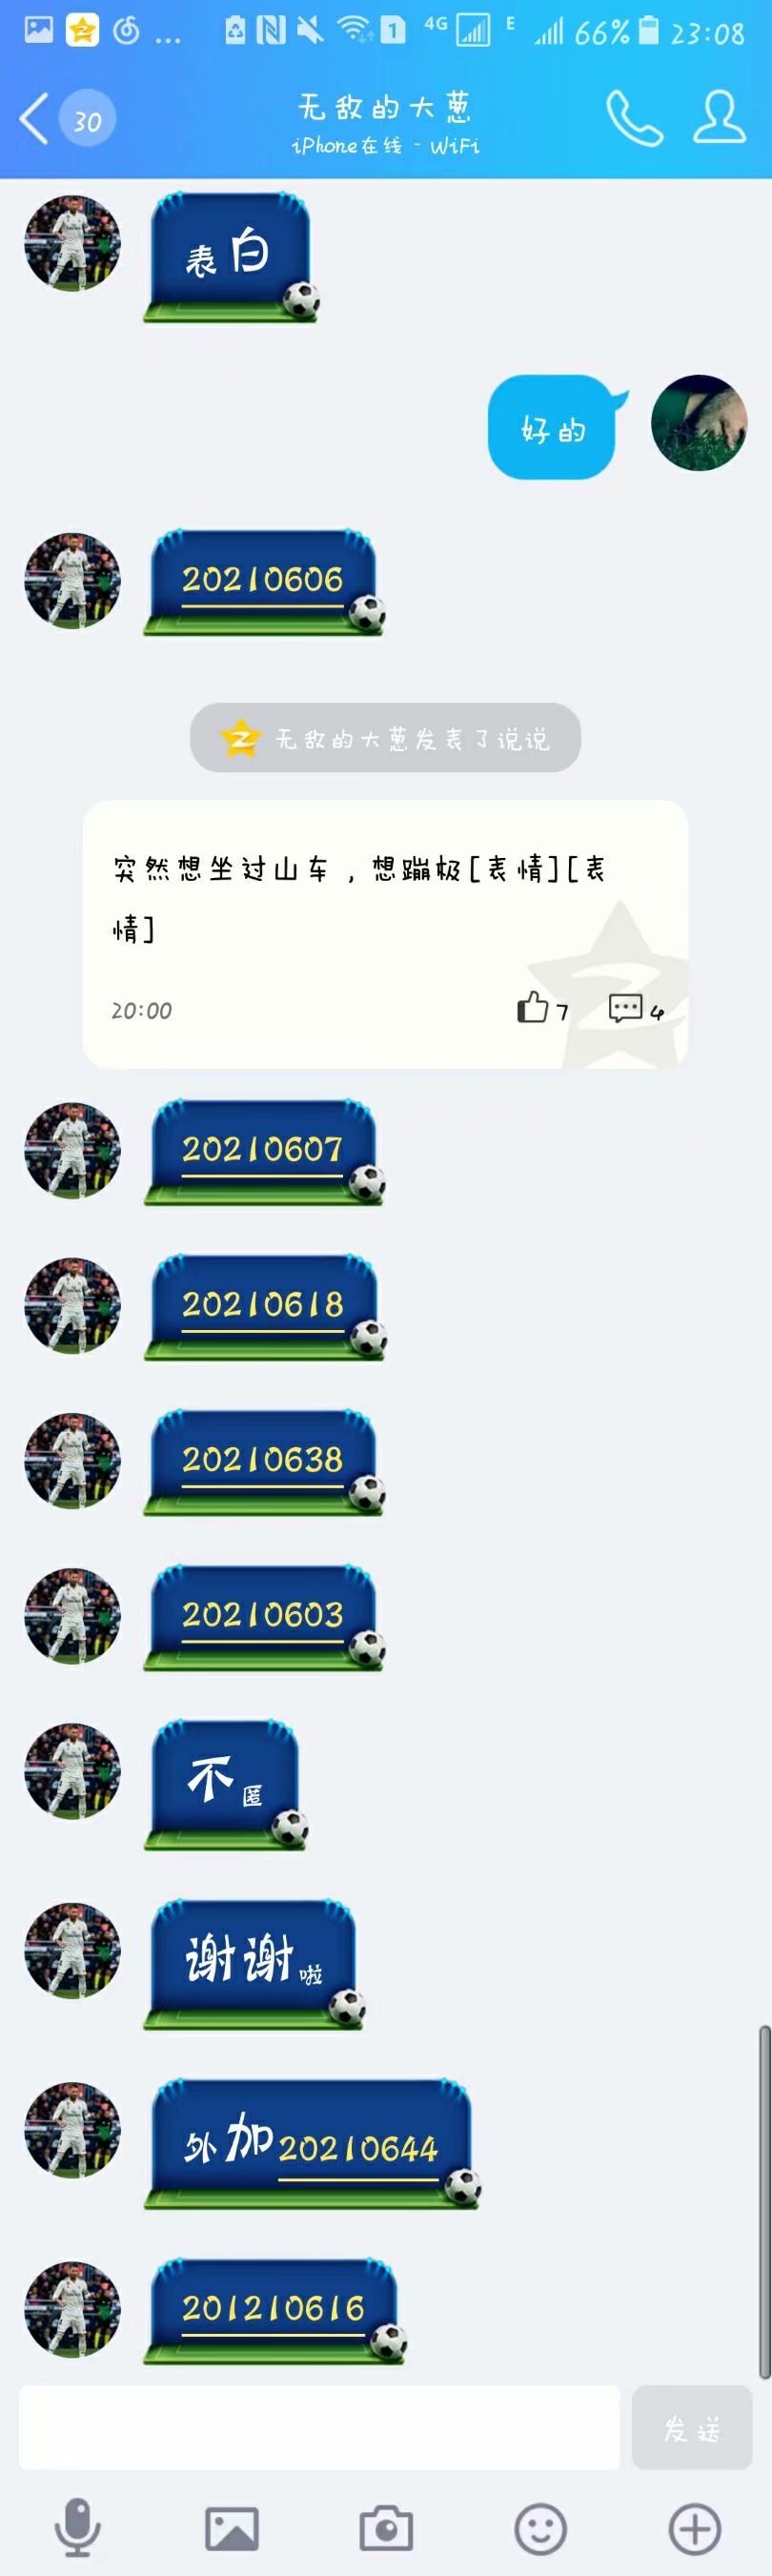 4G E 66% 23:08
30
无敌的大葱
iPhone在线 - WiFi
表白
好的
20210606
无敌的大葱发表了说说
突然想坐过山车，想蹦极[表情][表
情]
20:00 7 4
20210607
20210618
20210638
20210603
不匿
谢谢啦
外加20210644
201210616
发送